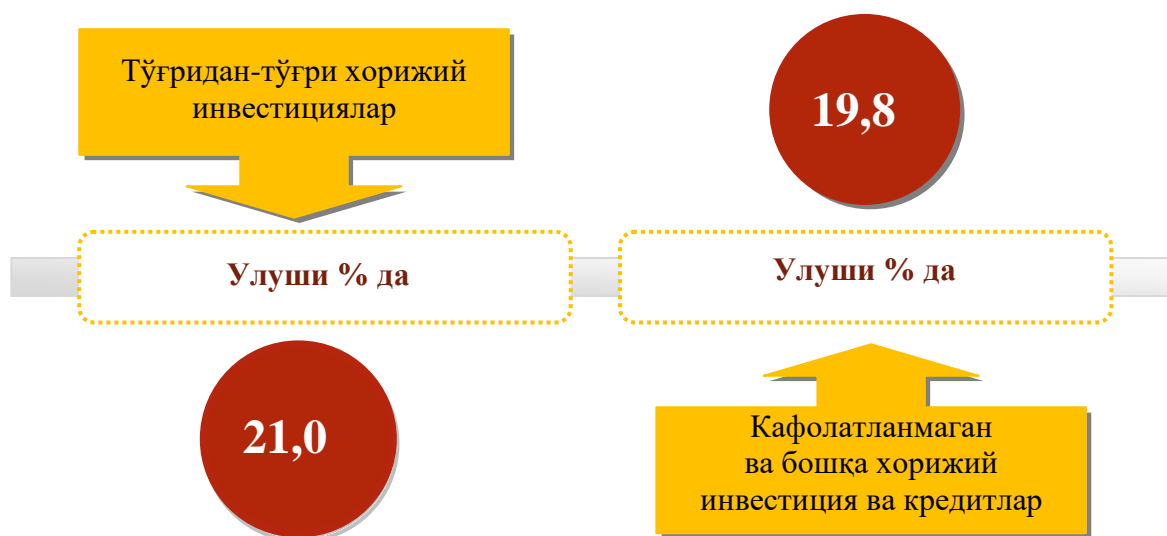 Тўғридан-тўғри хорижий
инвестициялар
Улуши % да
21,0
19,8
Улуши % да
Кафолатланмаган
ва бошқа хорижий
инвестиция ва кредитлар